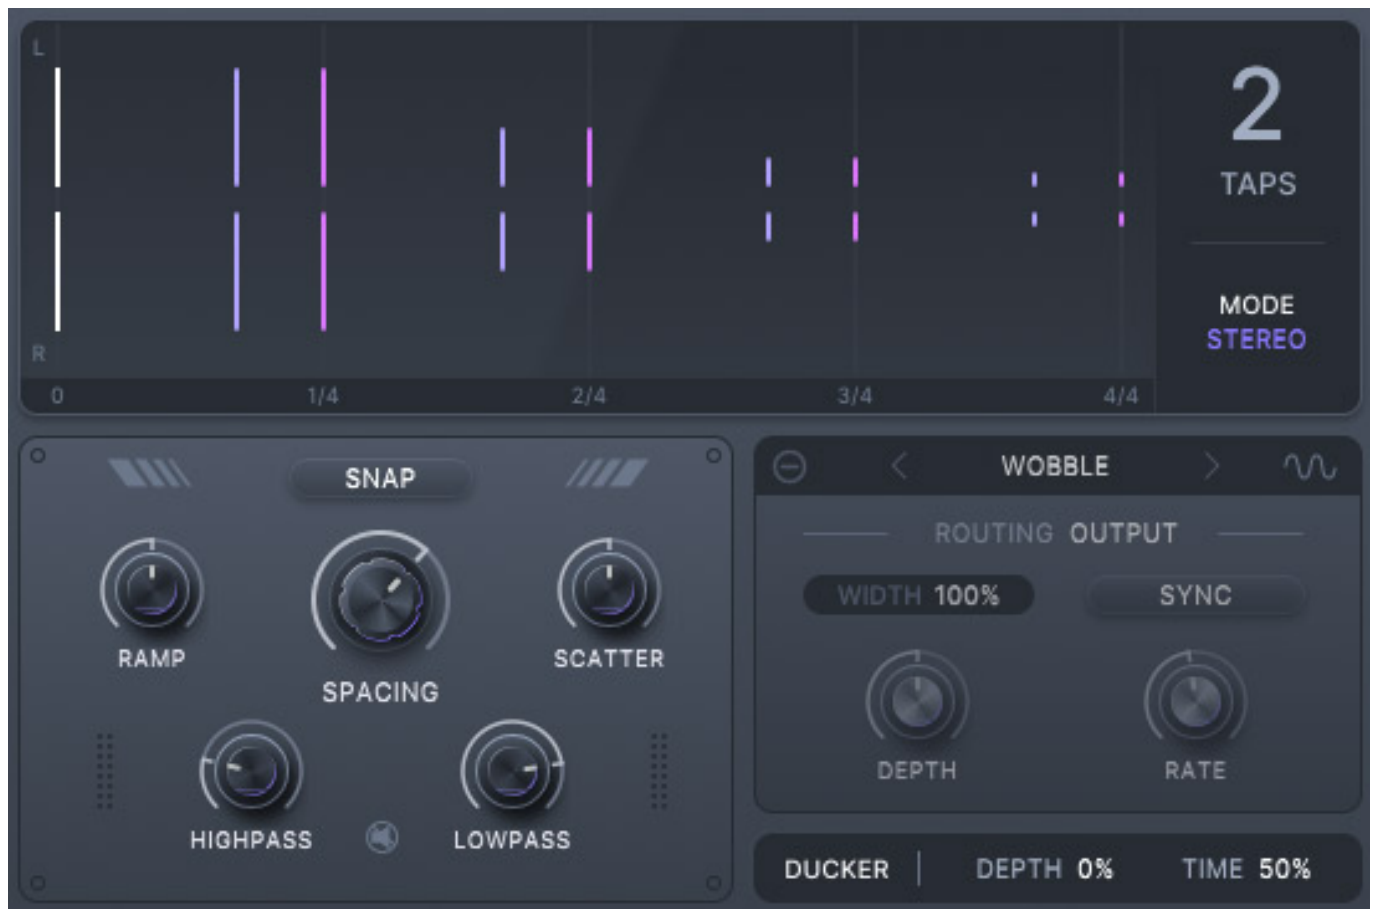 L
2
TAPS
MODE
STEREO
R
0 1/4 2/4 3/4 4/4
SNAP
RAMP
SPACING
SCATTER
HIGHPASS
LOWPASS
WOBBLE
ROUTING OUTPUT
WIDTH 100%
SYNC
DEPTH
RATE
DUCKER DEPTH 0% TIME 50%